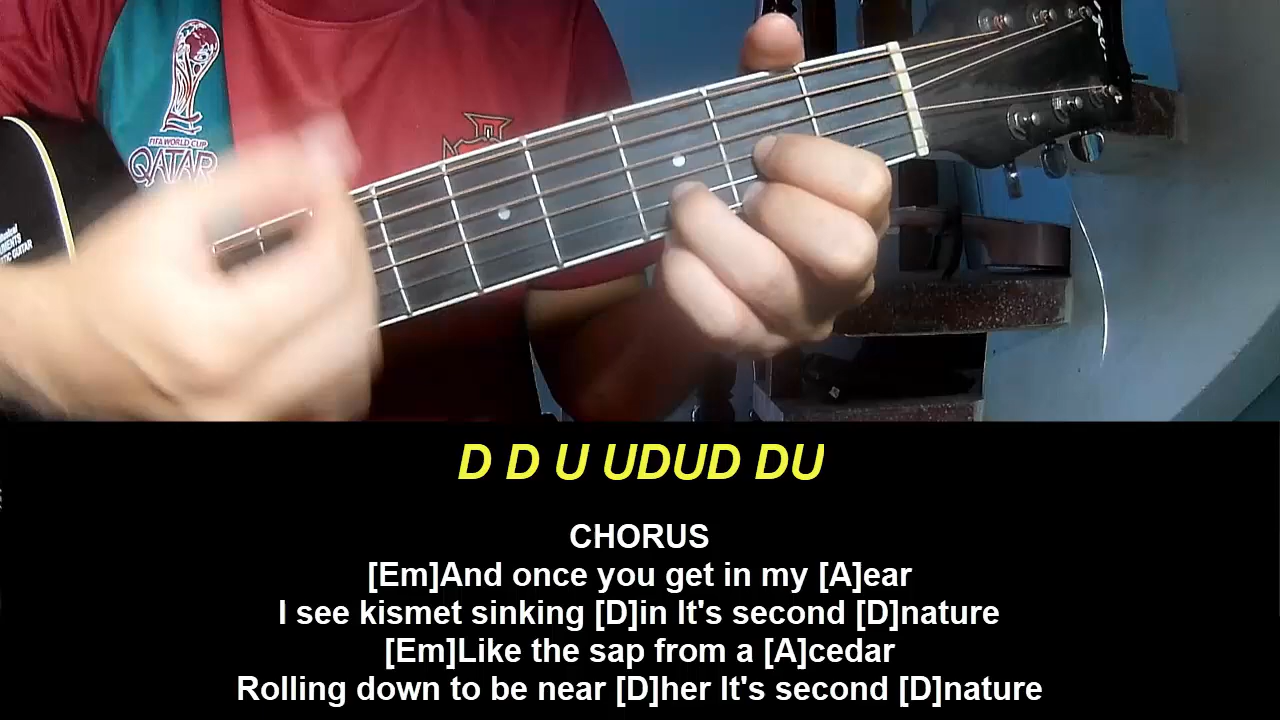 FIFA WORLD CUP
QATAR
D D U UDUD DU
CHORUS
[Em]And once you get in my [A]ear
I see kismet sinking [D]in It's second [D]nature
[Em]Like the sap from a [A]cedar
Rolling down to be near [D]her It's second [D]nature